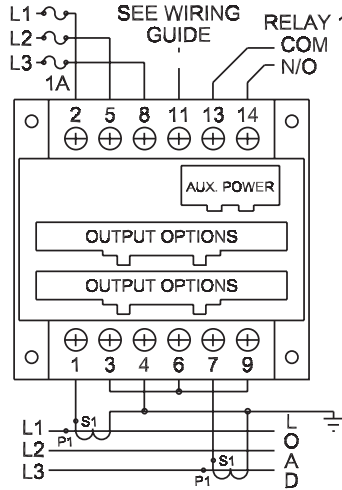 L1
L2
L3
1A
SEE WIRING
GUIDE
RELAY 1
COM
N/O
2 5 8 11 13 14
AUX. POWER
OUTPUT OPTIONS
OUTPUT OPTIONS
1 3 4 6 7 9
S1
L1
P1
L2
L3
P1
S1
LOAD